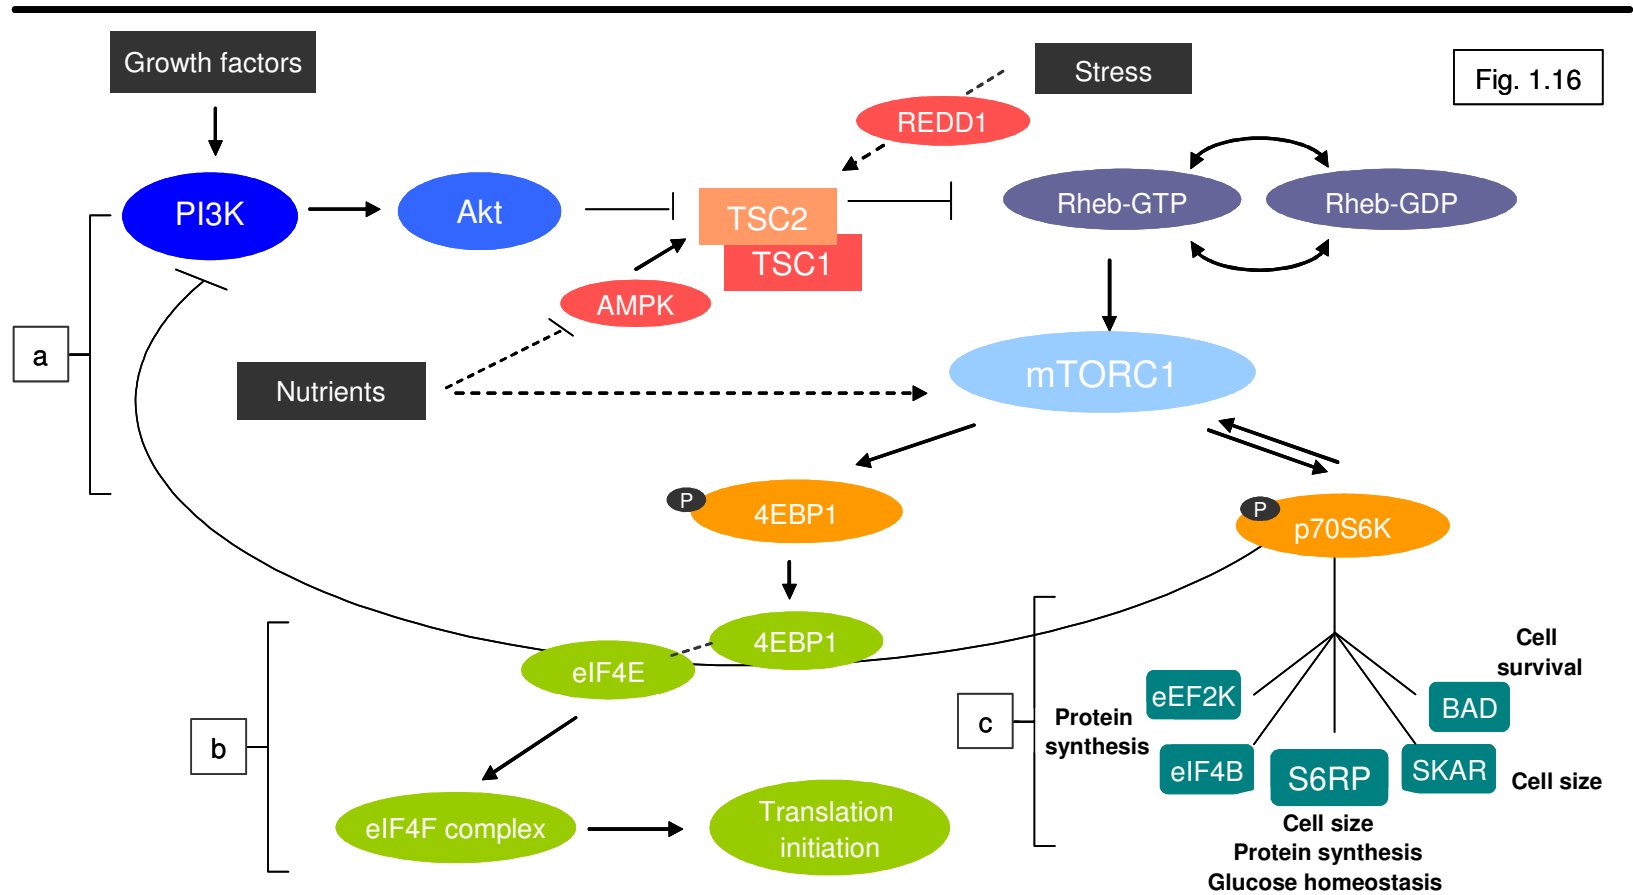 Growth factors
Stress
Fig. 1.16
REDD1
PI3K
Akt
TSC2
TSC1
Rheb-GTP
Rheb-GDP
AMPK
a
Nutrients
mTORC1
P
4EBP1
P
p70S6K
4EBP1
eIF4E
Cell
survival
eEF2K
BAD
b
c
Protein
synthesis
eIF4B
S6RP
SKAR
Cell size
eIF4F complex
Translation
initiation
Cell size
Protein synthesis
Glucose homeostasis